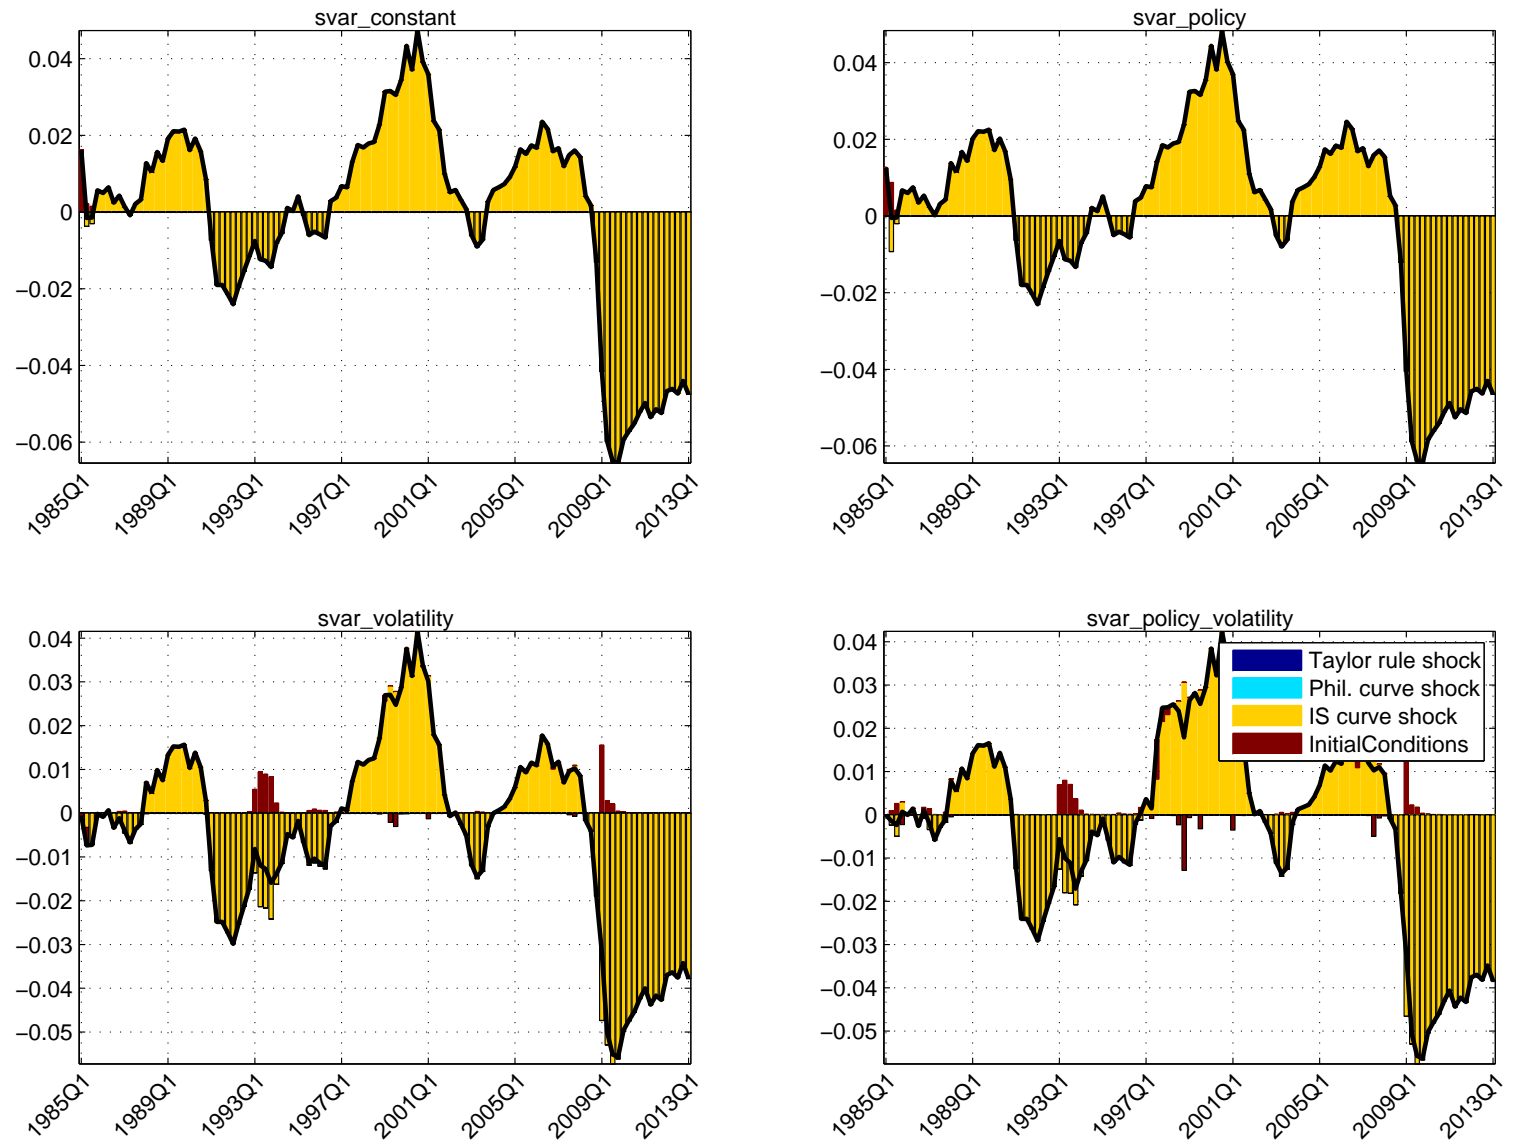 svar_constant
0.04
0.02
0
−0.02
−0.04
−0.06
1985Q1
1989Q1
1993Q1
1997Q1
2001Q1
2005Q1
2009Q1
2013Q1
svar_policy
0.04
0.02
0
−0.02
−0.04
−0.06
1985Q1
1989Q1
1993Q1
1997Q1
2001Q1
2005Q1
2009Q1
2013Q1
svar_volatility
0.04
0.03
0.02
0.01
0
−0.01
−0.02
−0.03
−0.04
−0.05
1985Q1
1989Q1
1993Q1
1997Q1
2001Q1
2005Q1
2009Q1
2013Q1
svar_policy_volatility
0.04
0.03
0.02
0.01
0
−0.01
−0.02
−0.03
−0.04
−0.05
Taylor rule shock
Phil. curve shock
IS curve shock
InitialConditions
1985Q1
1989Q1
1993Q1
1997Q1
2001Q1
2005Q1
2009Q1
2013Q1